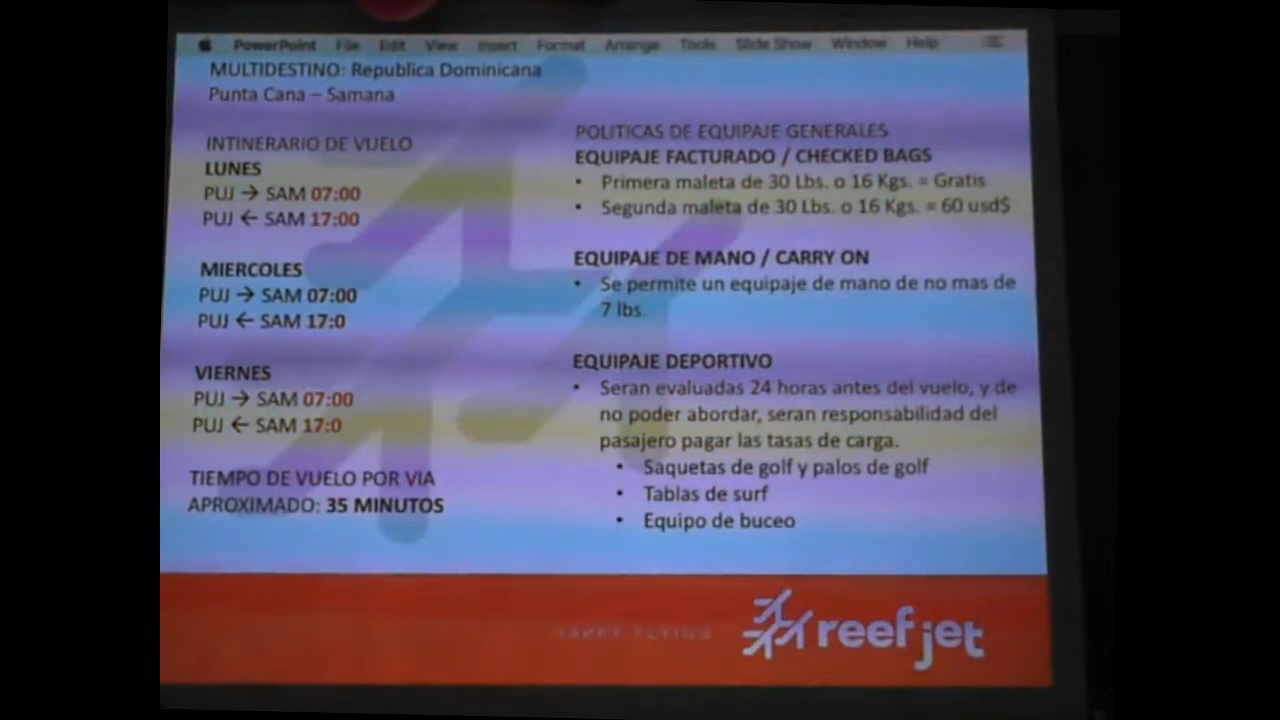 PowerPoint File Edit View Insert Format Arrange Tools Slide Show Window Help
MULTIDESTINO: Republica Dominicana
Punta Cana – Samana
INTINERARIO DE VUELO
LUNES
PUJ → SAM 07:00
PUJ ← SAM 17:00
MIERCOLES
PUJ → SAM 07:00
PUJ ← SAM 17:0
VIERNES
PUJ → SAM 07:00
PUJ ← SAM 17:0
TIEMPO DE VUELO POR VIA
APROXIMADO: 35 MINUTOS
POLITICAS DE EQUIPAJE GENERALES
EQUIPAJE FACTURADO / CHECKED BAGS
• Primera maleta de 30 Lbs. o 16 Kgs. = Gratis
• Segunda maleta de 30 Lbs. o 16 Kgs. = 60 usd$
EQUIPAJE DE MANO / CARRY ON
• Se permite un equipaje de mano de no mas de
7 lbs.
EQUIPAJE DEPORTIVO
• Seran evaluadas 24 horas antes del vuelo, y de
no poder abordar, seran responsabilidad del
pasajero pagar las tasas de carga.
• Saquetas de golf y palos de golf
• Tablas de surf
• Equipo de buceo
HAPPY FLYING
reef jet